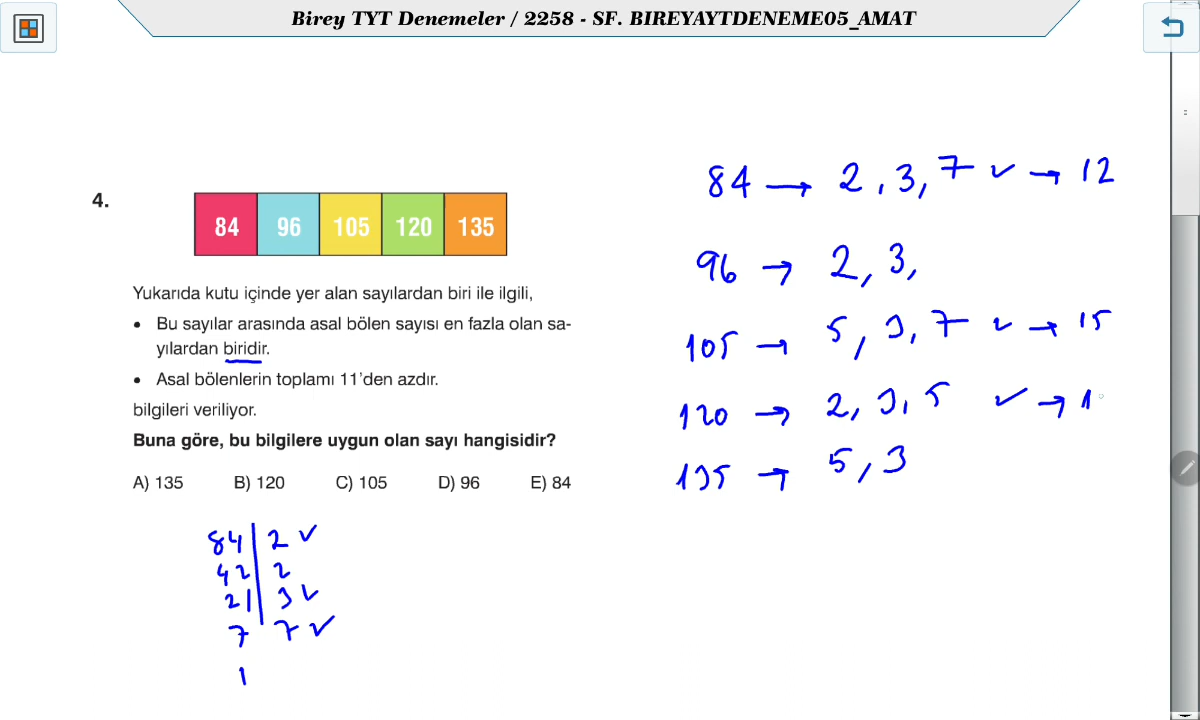 Birey TYT Denemeler / 2258 - SF. BIREYAYTDENEME05_AMAT
4.
84 96 105 120 135
Yukarıda kutu içinde yer alan sayılardan biri ile ilgili,
• Bu sayılar arasında asal bölen sayısı en fazla olan sa-
yılardan biridir.
• Asal bölenlerin toplamı 11'den azdır.
bilgileri veriliyor.
Buna göre, bu bilgilere uygun olan sayı hangisidir?
A) 135 B) 120 C) 105 D) 96 E) 84
84 | 2 ✓
42 | 2
21 | 3 ✓
7 7 ✓
1
84 → 2, 3, 7 ✓ → 12
96 → 2, 3,
105 → 5, 3, 7 ✓ → 15
120 → 2, 3, 5 ✓ → 1
135 → 5, 3